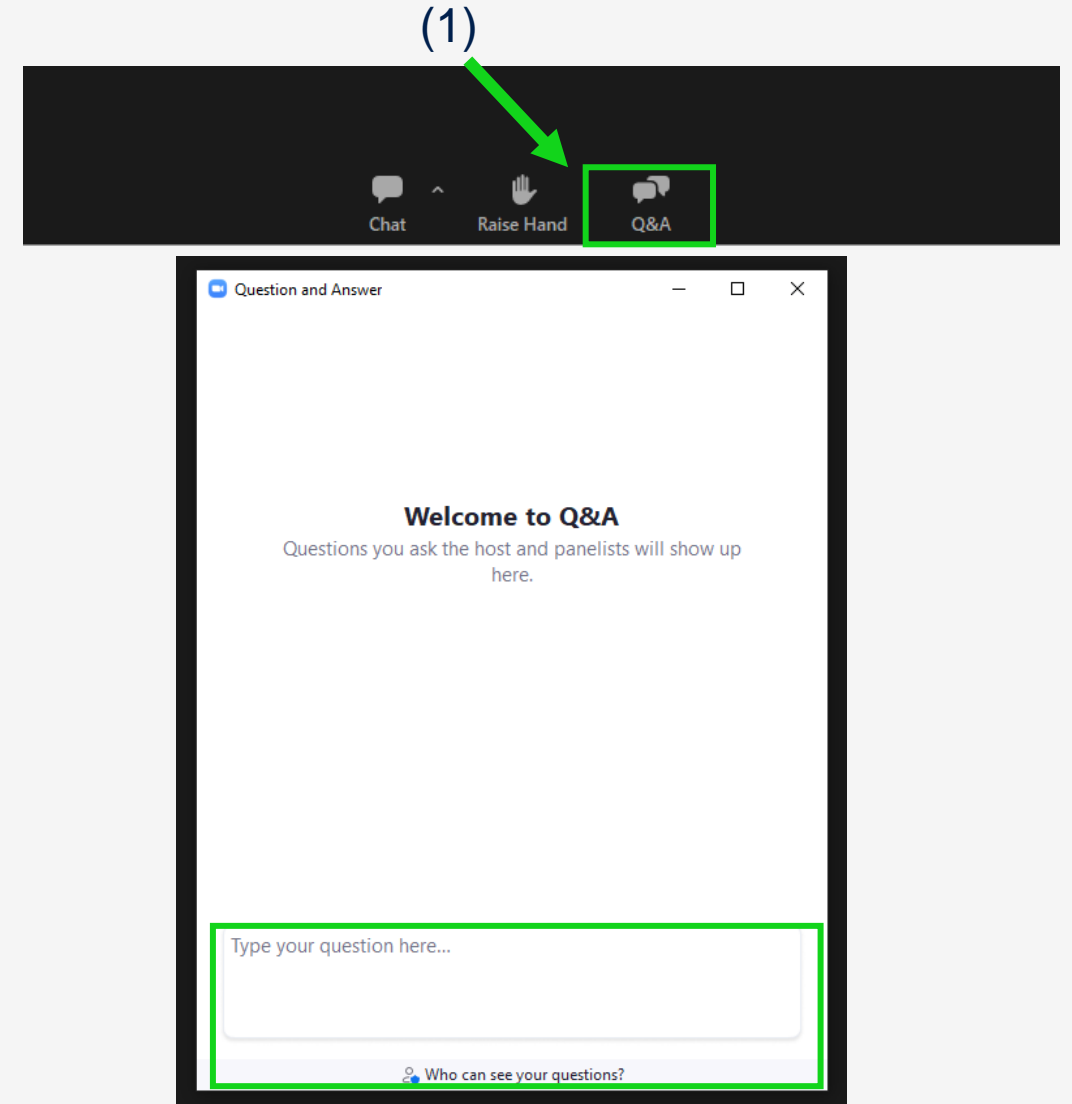 (1)
Chat
Raise Hand
Q&A
Question and Answer
Welcome to Q&A
Questions you ask the host and panelists will show up
here.
Type your question here...
Who can see your questions?